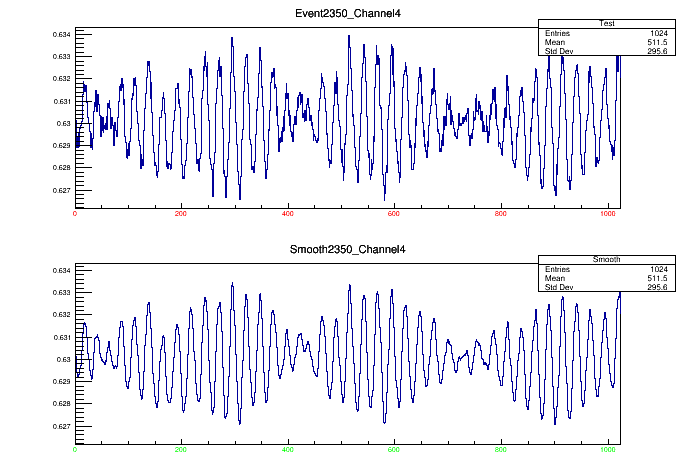 Event2350_Channel4
Test
Entries 1024
Mean 511.5
Std Dev 295.6
0.634
0.633
0.632
0.631
0.63
0.629
0.628
0.627
0 200 400 600 800 1000
Smooth2350_Channel4
Smooth
Entries 1024
Mean 511.5
Std Dev 295.6
0.634
0.633
0.632
0.631
0.63
0.629
0.628
0.627
0 200 400 600 800 1000